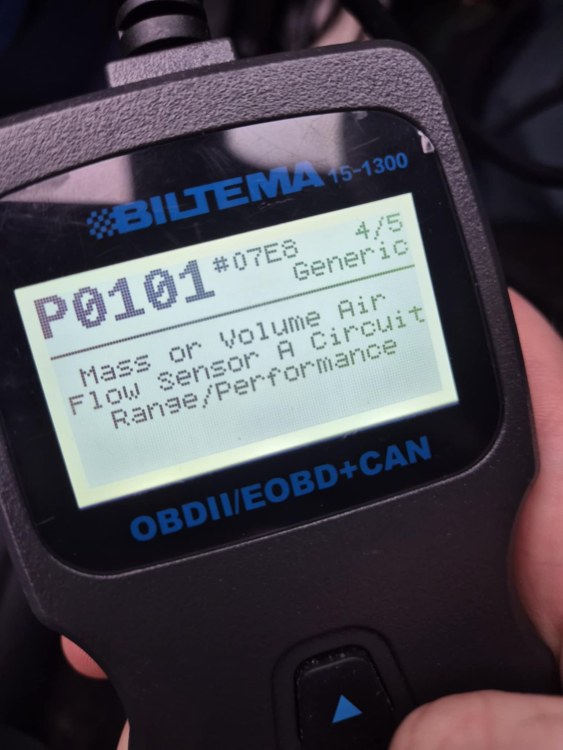 BILTEMA 15-1300
P0101 #07E8 4/5
Generic
Mass or Volume Air
Flow Sensor A Circuit
Range/Performance
OBDII/EOBD+CAN